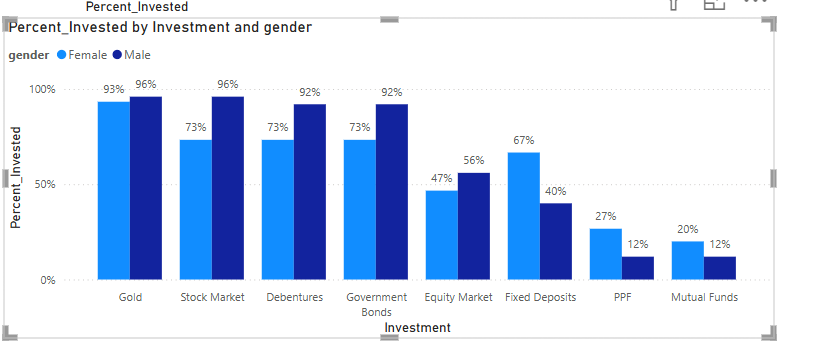 Percent_Invested
Percent_Invested by Investment and gender
gender Female Male
100%
50%
0%
Percent_Invested
93% 96%
73% 96%
73% 92%
73% 92%
47% 56%
67% 40%
27% 12%
20% 12%
Gold
Stock Market
Debentures
Government
Bonds
Equity Market
Fixed Deposits
PPF
Mutual Funds
Investment